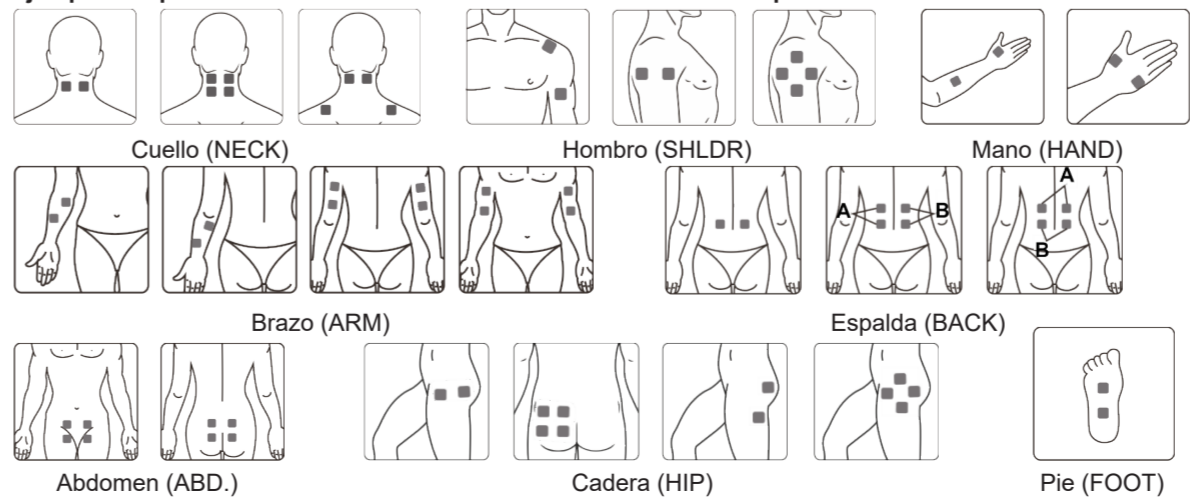 Cuello (NECK)
Hombro (SHLDR)
Mano (HAND)
A
A
B
B
Brazo (ARM)
Espalda (BACK)
Abdomen (ABD.)
Cadera (HIP)
Pie (FOOT)